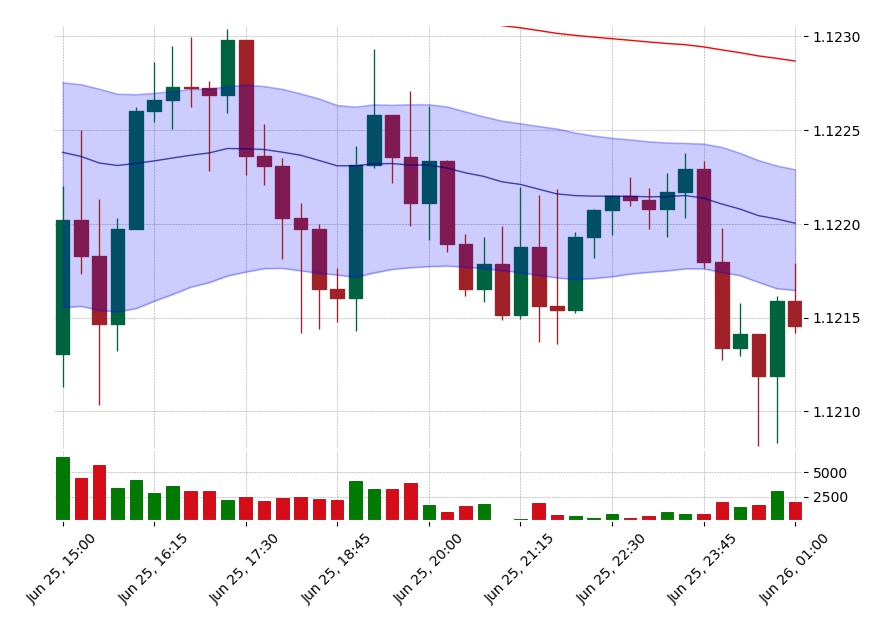 1.1230
1.1225
1.1220
1.1215
1.1210
5000
2500
Jun 25, 15:00
Jun 25, 16:15
Jun 25, 17:30
Jun 25, 18:45
Jun 25, 20:00
Jun 25, 21:15
Jun 25, 22:30
Jun 25, 23:45
Jun 26, 01:00